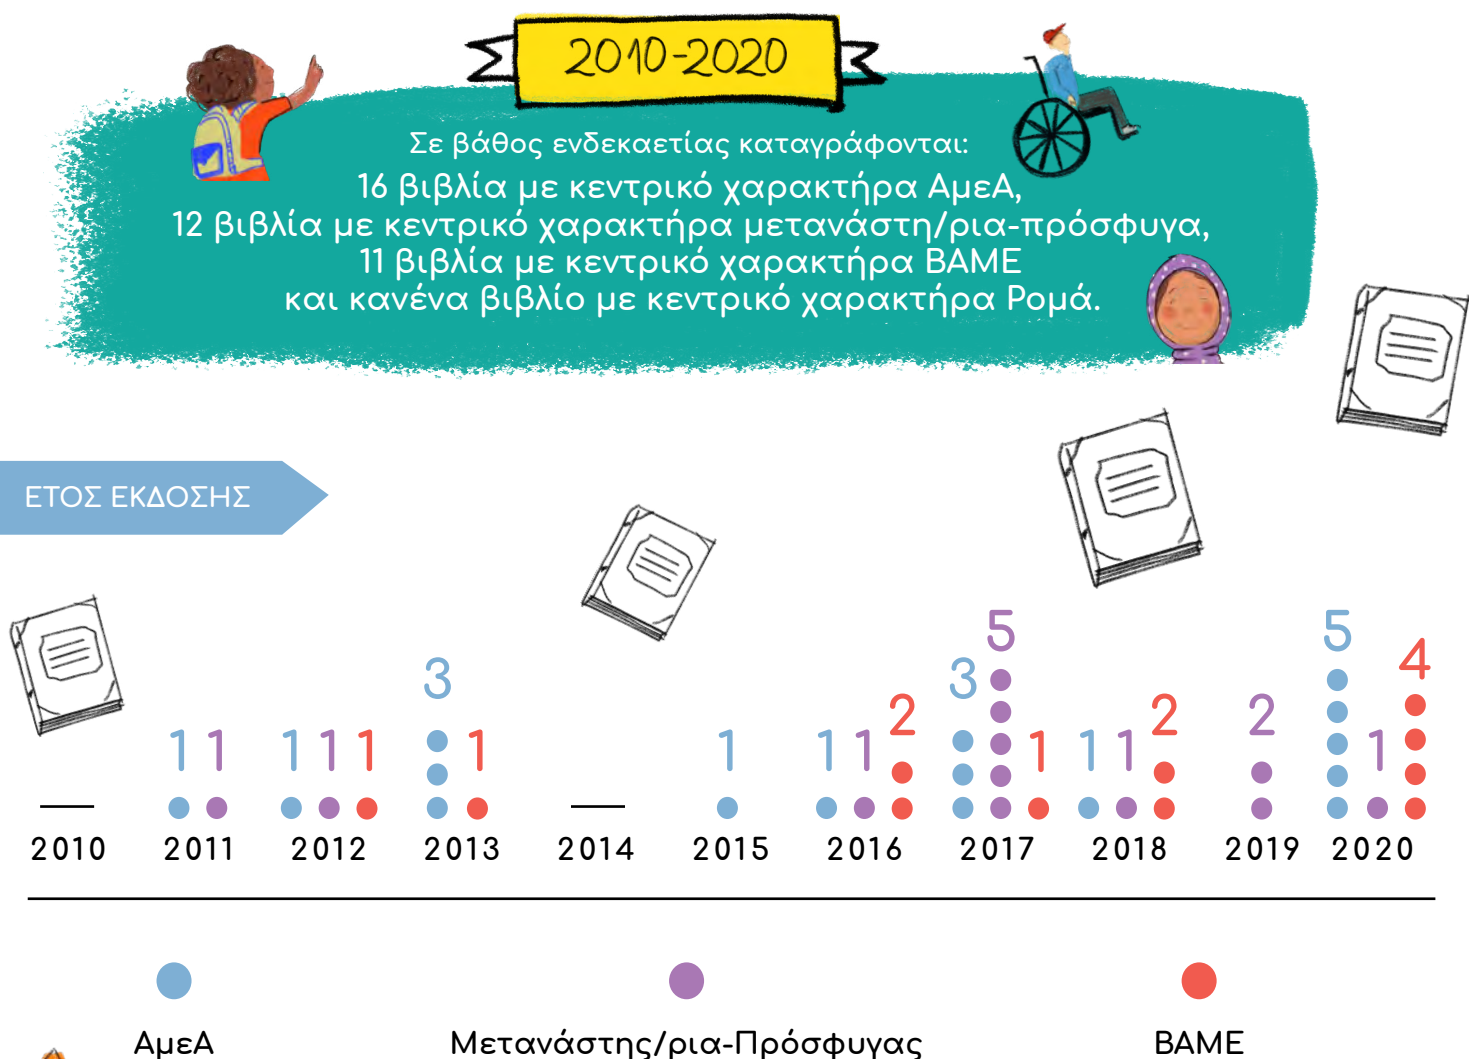 2010-2020
Σε βάθος ενδεκαετίας καταγράφονται:
16 βιβλία με κεντρικό χαρακτήρα ΑμεΑ,
12 βιβλία με κεντρικό χαρακτήρα μετανάστη/ρια-πρόσφυγα,
11 βιβλία με κεντρικό χαρακτήρα BAME
και κανένα βιβλίο με κεντρικό χαρακτήρα Ρομά.
ΕΤΟΣ ΕΚΔΟΣΗΣ
1 1
1 1 1
3 1
1
1 1 2
3 5 1
1 1 2
2
5 1 4
2010 2011 2012 2013 2014 2015 2016 2017 2018 2019 2020
ΑμεΑ Μετανάστης/ρια-Πρόσφυγας BAME